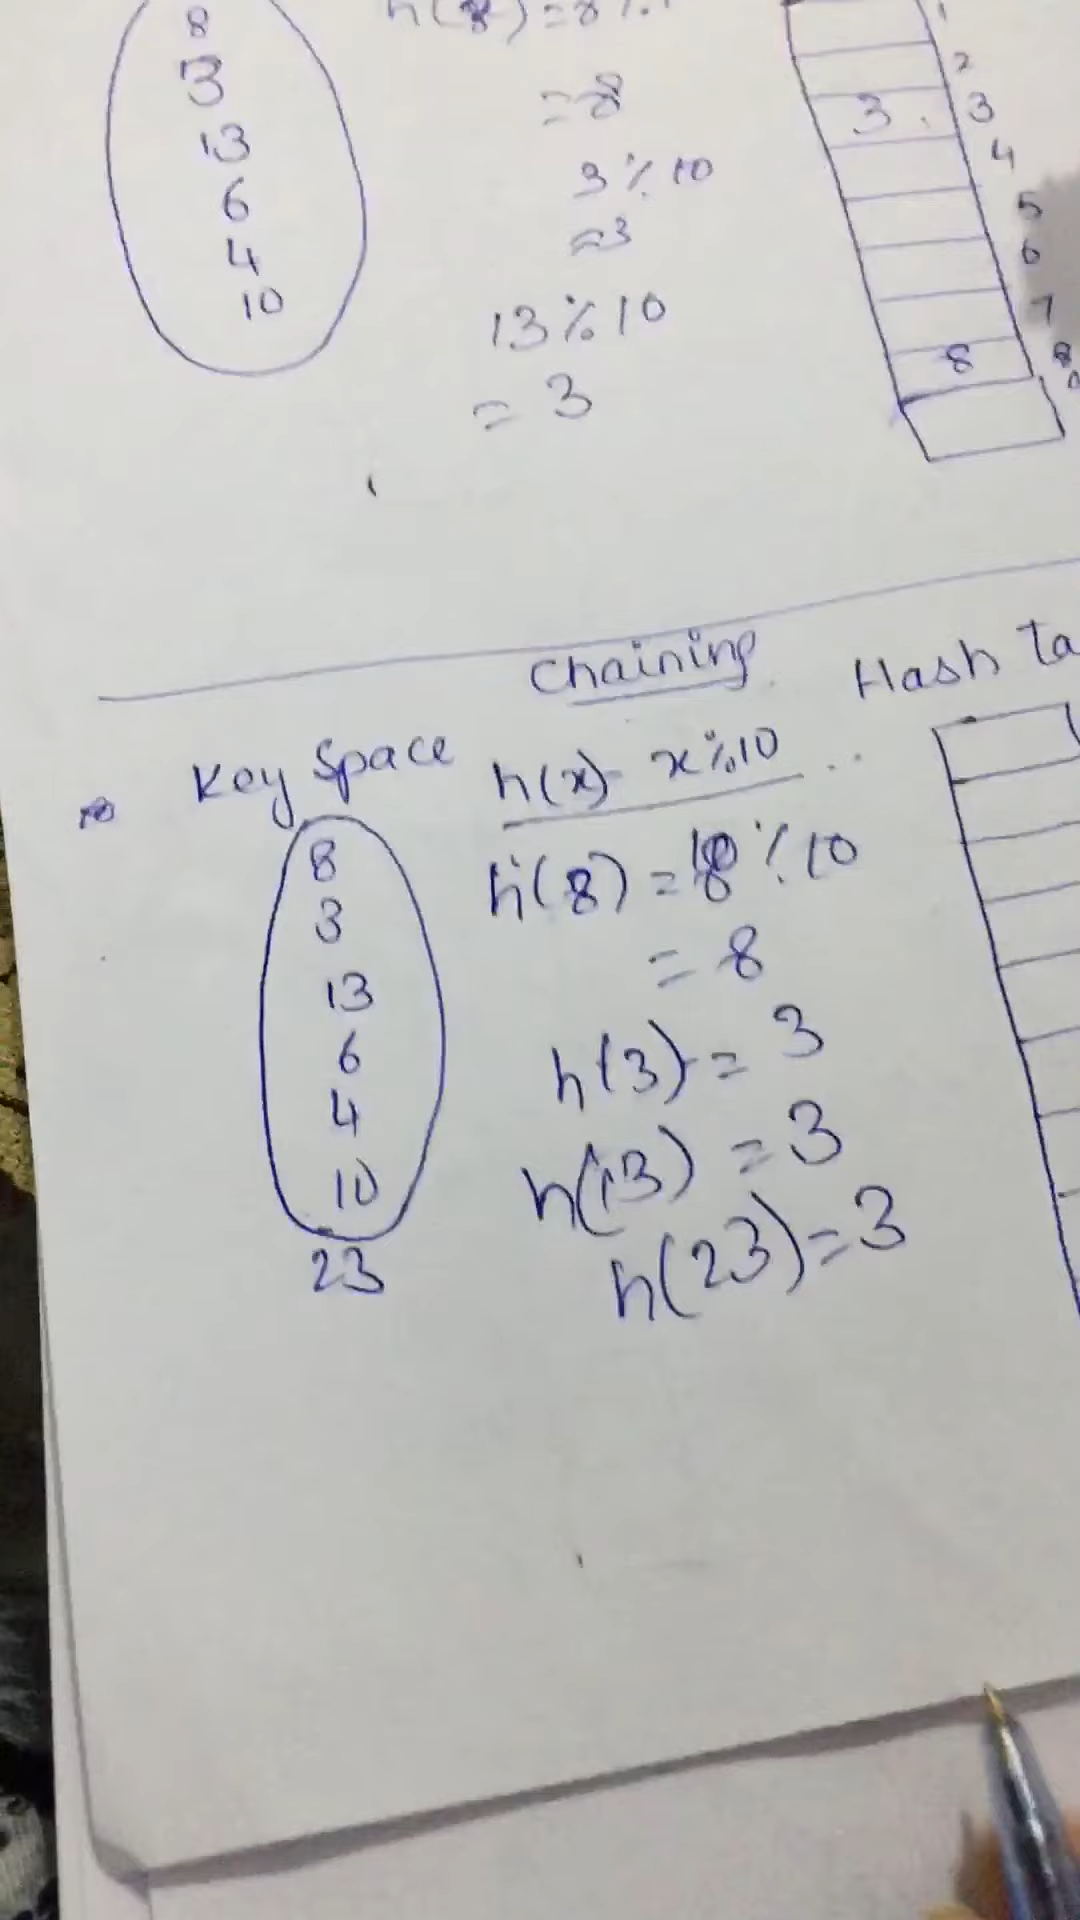 8
3
13
6
4
10
= 8
3 % 10
= 3
13 % 10
= 3
1
2
3 3
4
5
6
7
8 8
Chaining
Hash Ta
Key Space
h(x) = x % 10
8
3
13
6
4
10
23
h(8) = 8 % 10
= 8
h(3) = 3
h(13) = 3
h(23) = 3